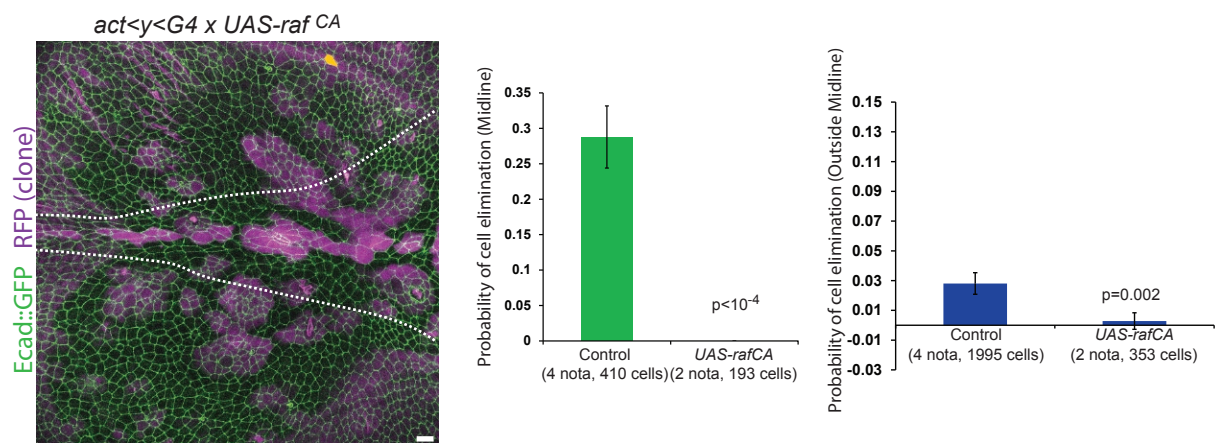 act<y<G4 x UAS-raf CA
Ecad::GFP RFP (clone)
Probability of cell elimination (Midline)
0.35
0.3
0.25
0.2
0.15
0.1
0.05
0
p<10-4
Control
UAS-rafCA
(4 nota, 410 cells)
(2 nota, 193 cells)
Probability of cell elimination (Outside Midline)
0.15
0.13
0.11
0.09
0.07
0.05
0.03
0.01
-0.01
-0.03
p=0.002
Control
UAS-rafCA
(4 nota, 1995 cells)
(2 nota, 353 cells)